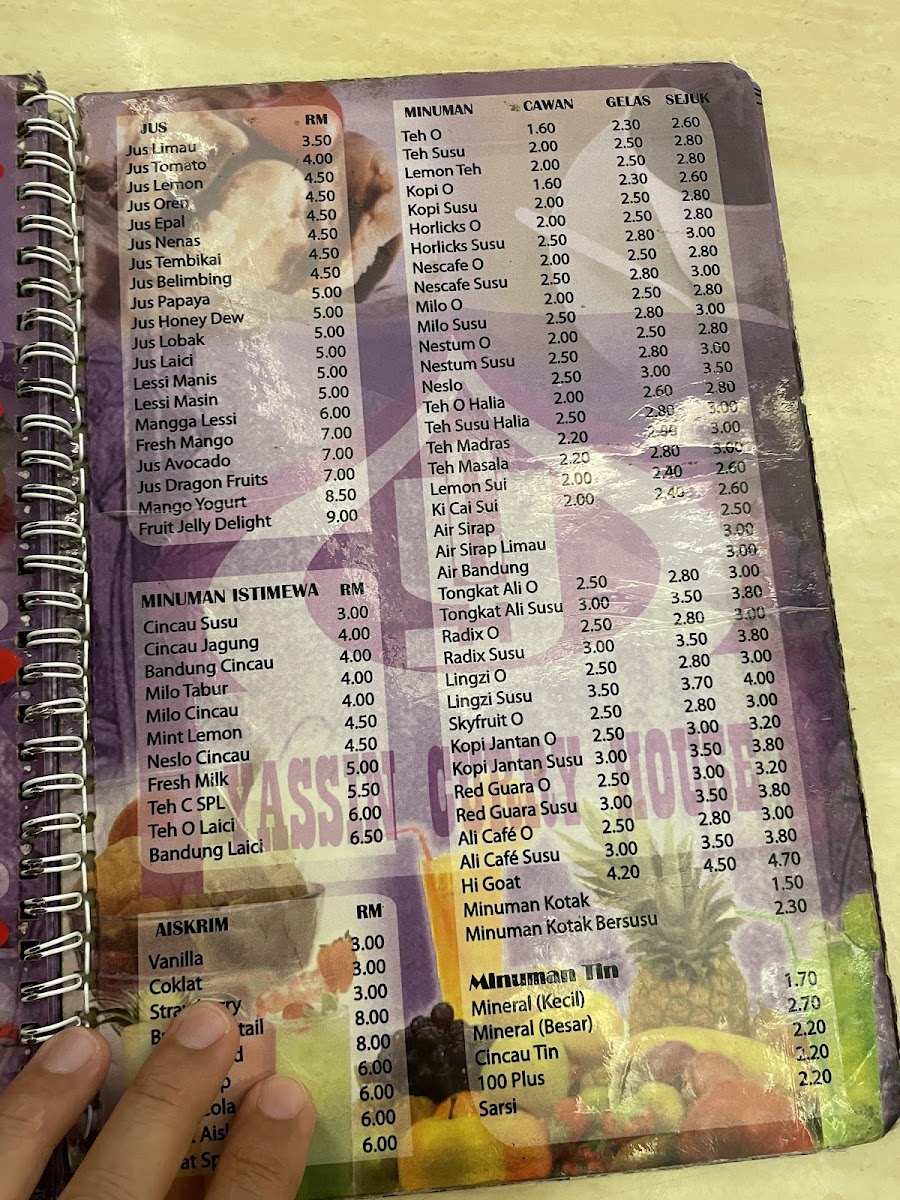 JUS RM
Jus Limau 3.50
Jus Tomato 4.00
Jus Lemon 4.50
Jus Oren 4.50
Jus Epal 4.50
Jus Nenas 4.50
Jus Tembikai 4.50
Jus Belimbing 4.50
Jus Papaya 5.00
Jus Honey Dew 5.00
Jus Lobak 5.00
Jus Laici 5.00
Lessi Manis 5.00
Lessi Masin 5.00
Mangga Lessi 6.00
Fresh Mango 7.00
Jus Avocado 7.00
Jus Dragon Fruits 7.00
Mango Yogurt 8.50
Fruit Jelly Delight 9.00
MINUMAN ISTIMEWA RM
Cincau Susu 3.00
Cincau Jagung 4.00
Bandung Cincau 4.00
Milo Tabur 4.00
Milo Cincau 4.00
Mint Lemon 4.50
Neslo Cincau 4.50
Fresh Milk 5.00
Teh C SPL 5.50
Teh O Laici 6.00
Bandung Laici 6.50
AISKRIM RM
Vanilla 3.00
Coklat 3.00
3.00
8.00
8.00
6.00
6.00
6.00
6.00
MINUMAN CAWAN GELAS SEJUK
Teh O 1.60 2.30 2.60
Teh Susu 2.00 2.50 2.80
Lemon Teh 2.00 2.50 2.80
Kopi O 1.60 2.30 2.60
Kopi Susu 2.00 2.50 2.80
Horlicks O 2.00 2.50 2.80
Horlicks Susu 2.50 2.80 3.00
Nescafe O 2.00 2.50 2.80
Nescafe Susu 2.50 2.80 3.00
Milo O 2.00 2.50 2.80
Milo Susu 2.50 2.80 3.00
Nestum O 2.00 2.50 2.80
Nestum Susu 2.50 2.80 3.00
Neslo 2.50 3.00 3.50
Teh O Halia 2.00 2.60 2.80
Teh Susu Halia 2.50 2.80 3.00
Teh Madras 2.20 2.80 3.00
Teh Masala 2.20 2.80 3.00
Lemon Sui 2.00 2.40 2.60
Ki Cai Sui 2.00 2.40 2.60
Air Sirap 2.50
Air Sirap Limau 3.00
Air Bandung 3.00
Tongkat Ali O 2.50 2.80 3.00
Tongkat Ali Susu 3.00 3.50 3.80
Radix O 2.50 2.80 3.00
Radix Susu 3.00 3.50 3.80
Lingzi O 2.50 2.80 3.00
Lingzi Susu 3.50 3.70 4.00
Skyfruit O 2.50 2.80 3.00
Kopi Jantan O 2.50 3.00 3.20
Kopi Jantan Susu 3.00 3.50 3.80
Red Guara O 2.50 3.00 3.20
Red Guara Susu 3.00 3.50 3.80
Ali Café O 2.50 2.80 3.00
Ali Café Susu 3.00 3.50 3.80
Hi Goat 4.20 4.50 4.70
Minuman Kotak 1.50
Minuman Kotak Bersusu 2.30
Minuman Tin
Mineral (Kecil) 1.70
Mineral (Besar) 2.70
Cincau Tin 2.20
100 Plus 2.20
Sarsi 2.20